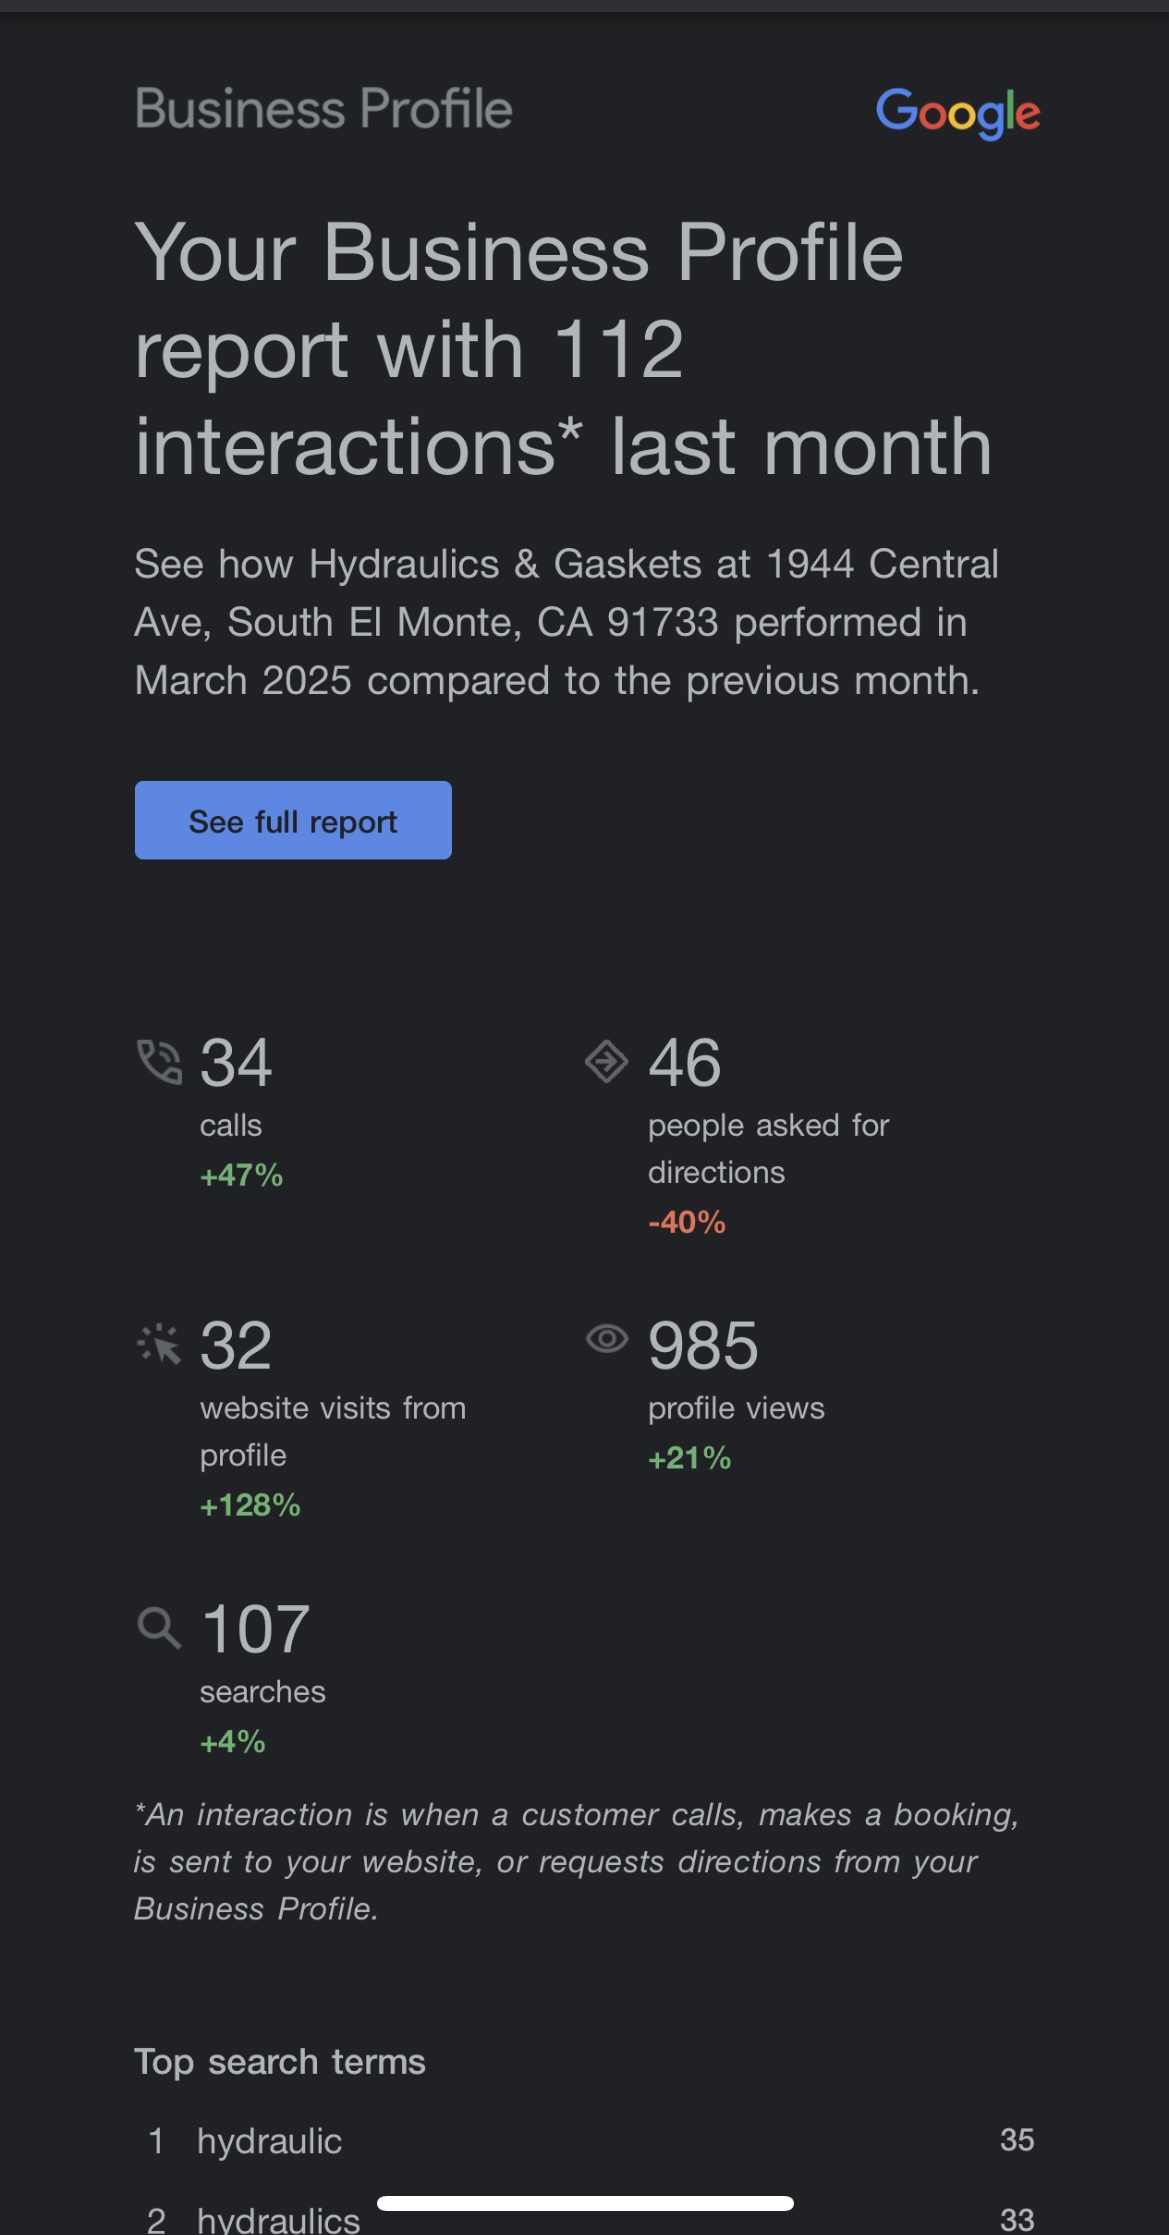 Business Profile
Google
Your Business Profile
report with 112
interactions* last month
See how Hydraulics & Gaskets at 1944 Central
Ave, South El Monte, CA 91733 performed in
March 2025 compared to the previous month.
See full report
34
calls
+47%
46
people asked for
directions
-40%
32
website visits from
profile
+128%
985
profile views
+21%
107
searches
+4%
*An interaction is when a customer calls, makes a booking,
is sent to your website, or requests directions from your
Business Profile.
Top search terms
1 hydraulic 35
2 hydraulics 33